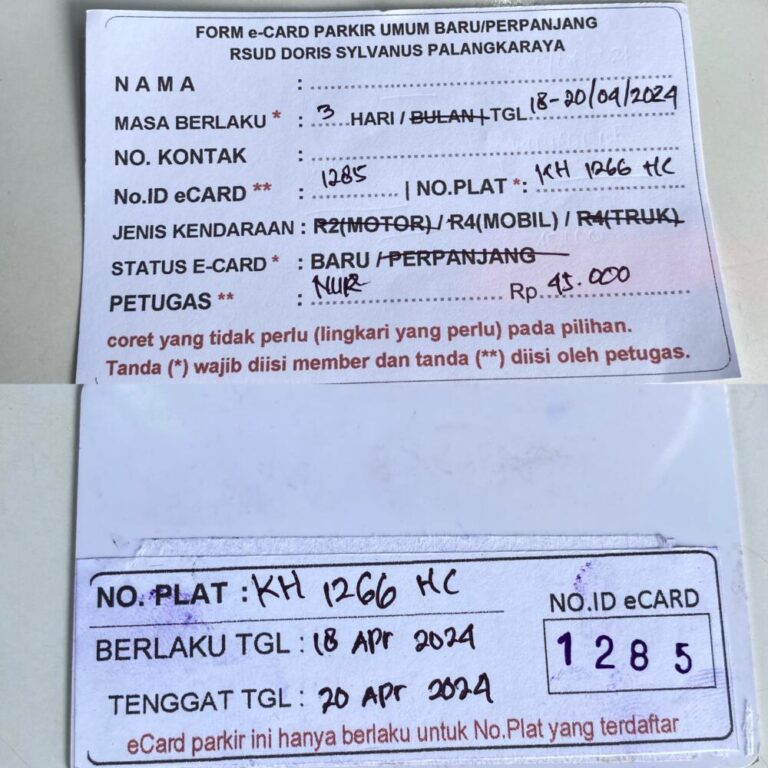 FORM e-CARD PARKIR UMUM BARU/PERPANJANG
RSUD DORIS SYLVANUS PALANGKARAYA
NAMA :
MASA BERLAKU * : 3 HARI / BULAN | TGL 18-20/04/2024
NO. KONTAK :
No.ID eCARD ** : 1285 | NO.PLAT *: KH 1266 HC
JENIS KENDARAAN : R2(MOTOR) / R4(MOBIL) / R4(TRUK)
STATUS E-CARD * : BARU / PERPANJANG
PETUGAS ** : NUR Rp. 45.000
coret yang tidak perlu (lingkari yang perlu) pada pilihan.
Tanda (*) wajib diisi member dan tanda (**) diisi oleh petugas.
NO. PLAT : KH 1266 HC
NO.ID eCARD
BERLAKU TGL : 18 Apr 2024
1285
TENGGAT TGL : 20 Apr 2024
eCard parkir ini hanya berlaku untuk No.Plat yang terdaftar